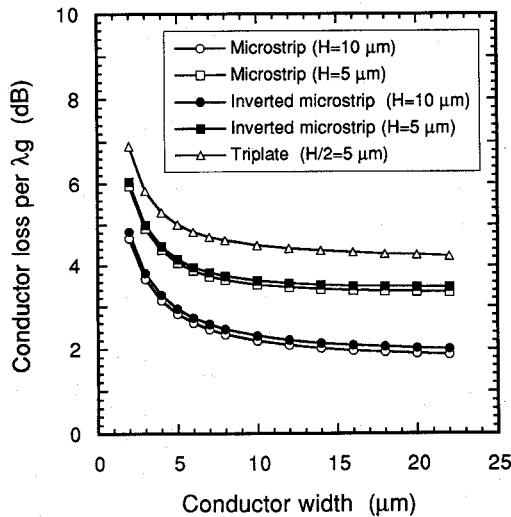 Conductor loss per λg (dB)
10
8
6
4
2
0
Microstrip (H=10 μm)
Microstrip (H=5 μm)
Inverted microstrip (H=10 μm)
Inverted microstrip (H=5 μm)
Triplate (H/2=5 μm)
0 5 10 15 20 25
Conductor width (μm)